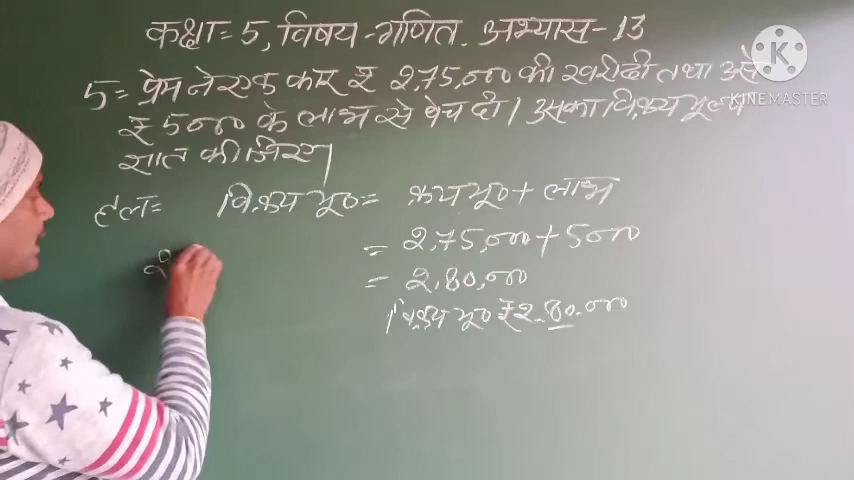 कक्षा = 5, विषय - गणित. अभ्यास - 13
5 = प्रेम ने एक कार ₹ 2,75,000 की खरीदी तथा उसे
₹ 5000 के लाभ से बेच दी। उसका विक्रय मूल्य
ज्ञात कीजिए।
हल = विक्रय मू० = क्रय मू० + लाभ
= 2,75,000 + 5000
= 2,80,000
विक्रय मू० ₹ 2,80,000
KINEMASTER